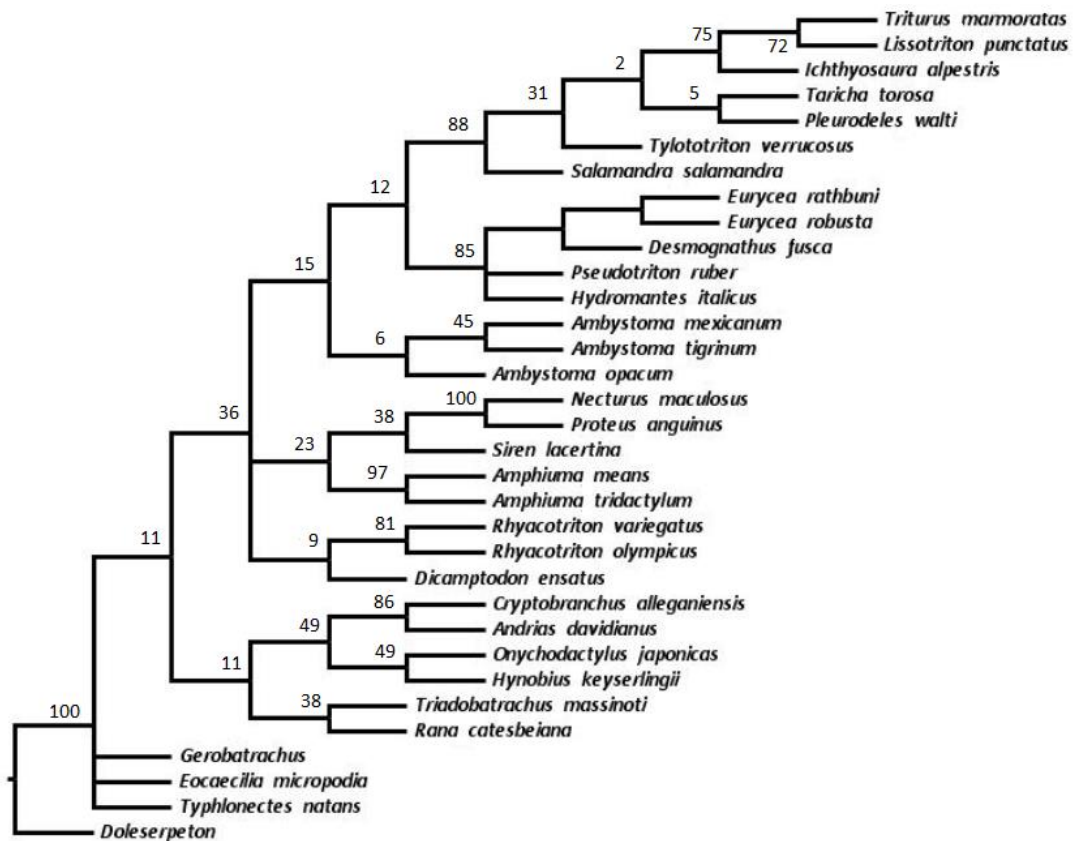 Triturus marmoratas
75
72
Lissotriton punctatus
2
Ichthyosaura alpestris
31
5
Taricha torosa
Pleurodeles walti
88
Tylototriton verrucosus
Salamandra salamandra
12
Eurycea rathbuni
Eurycea robusta
85
Desmognathus fusca
15
Pseudotriton ruber
Hydromantes italicus
45
Ambystoma mexicanum
6
Ambystoma tigrinum
Ambystoma opacum
100
Necturus maculosus
36
38
Proteus anguinus
23
Siren lacertina
97
Amphiuma means
Amphiuma tridactylum
81
Rhyacotriton variegatus
11
9
Rhyacotriton olympicus
Dicamptodon ensatus
86
Cryptobranchus alleganiensis
49
Andrias davidianus
49
Onychodactylus japonicas
11
Hynobius keyserlingii
38
Triadobatrachus massinoti
100
Rana catesbeiana
Gerobatrachus
Eocaecilia micropodia
Typhlonectes natans
Doleserpeton